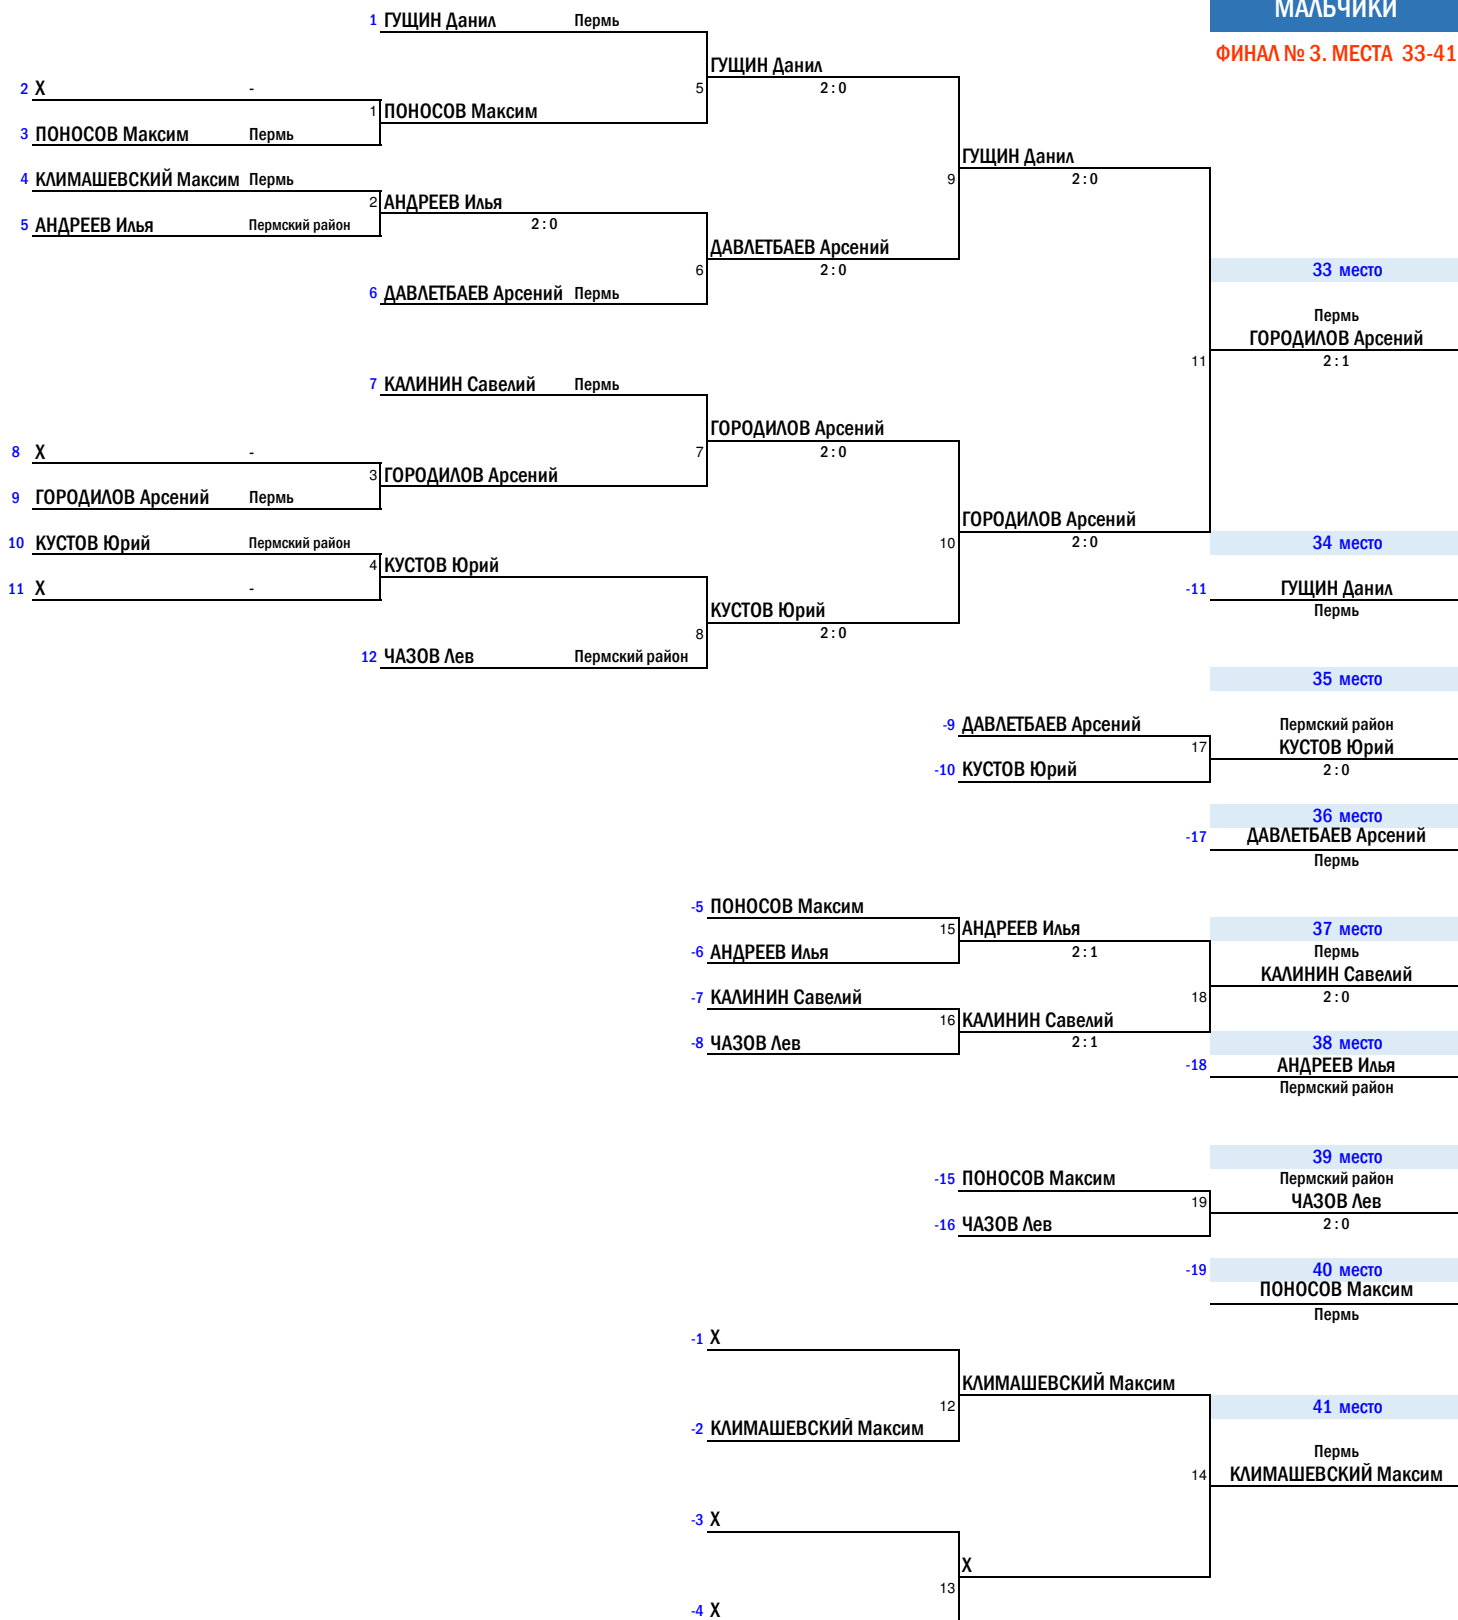 МАЛЬЧИКИ
1 ГУЩИН Данил Пермь
ФИНАЛ № 3. МЕСТА 33-41
ГУЩИН Данил
2 Х - 5 2 : 0
1 ПОНОСОВ Максим
3 ПОНОСОВ Максим Пермь
ГУЩИН Данил
4 КЛИМАШЕВСКИЙ Максим Пермь 9 2 : 0
2 АНДРЕЕВ Илья
5 АНДРЕЕВ Илья Пермский район 2 : 0
ДАВЛЕТБАЕВ Арсений
6 2 : 0 33 место
6 ДАВЛЕТБАЕВ Арсений Пермь
Пермь
ГОРОДИЛОВ Арсений
11 2 : 1
7 КАЛИНИН Савелий Пермь
ГОРОДИЛОВ Арсений
8 Х - 7 2 : 0
3 ГОРОДИЛОВ Арсений
9 ГОРОДИЛОВ Арсений Пермь
ГОРОДИЛОВ Арсений
10 КУСТОВ Юрий Пермский район 10 2 : 0 34 место
4 КУСТОВ Юрий
11 Х - -11 ГУЩИН Данил
КУСТОВ Юрий Пермь
8 2 : 0
12 ЧАЗОВ Лев Пермский район
35 место
-9 ДАВЛЕТБАЕВ Арсений Пермский район
17 КУСТОВ Юрий
-10 КУСТОВ Юрий 2 : 0
36 место
-17 ДАВЛЕТБАЕВ Арсений
Пермь
-5 ПОНОСОВ Максим
15 АНДРЕЕВ Илья 37 место
-6 АНДРЕЕВ Илья 2 : 1 Пермь
КАЛИНИН Савелий
-7 КАЛИНИН Савелий 18 2 : 0
16 КАЛИНИН Савелий
-8 ЧАЗОВ Лев 2 : 1 38 место
-18 АНДРЕЕВ Илья
Пермский район
39 место
-15 ПОНОСОВ Максим Пермский район
19 ЧАЗОВ Лев
-16 ЧАЗОВ Лев 2 : 0
-19 40 место
ПОНОСОВ Максим
Пермь
-1 Х
КЛИМАШЕВСКИЙ Максим
12 41 место
-2 КЛИМАШЕВСКИЙ Максим
Пермь
14 КЛИМАШЕВСКИЙ Максим
-3 Х
Х
13
-4 Х